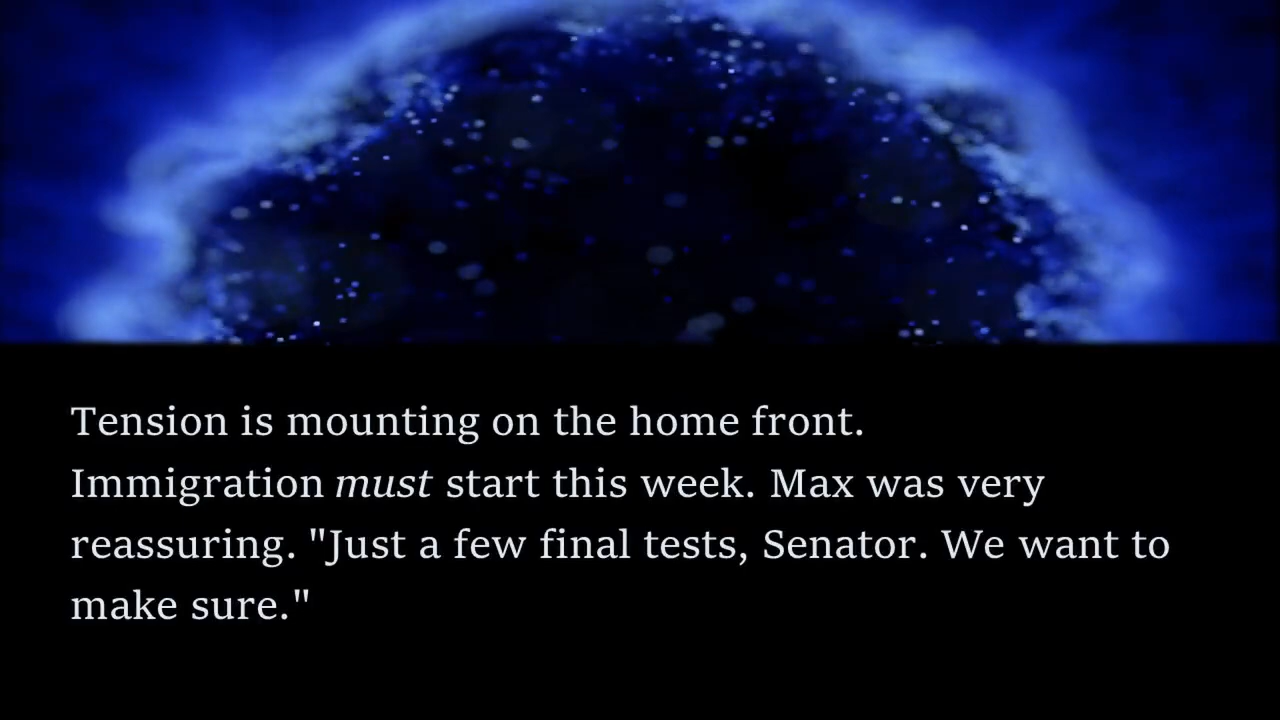 Tension is mounting on the home front.
Immigration must start this week. Max was very
reassuring. "Just a few final tests, Senator. We want to
make sure."